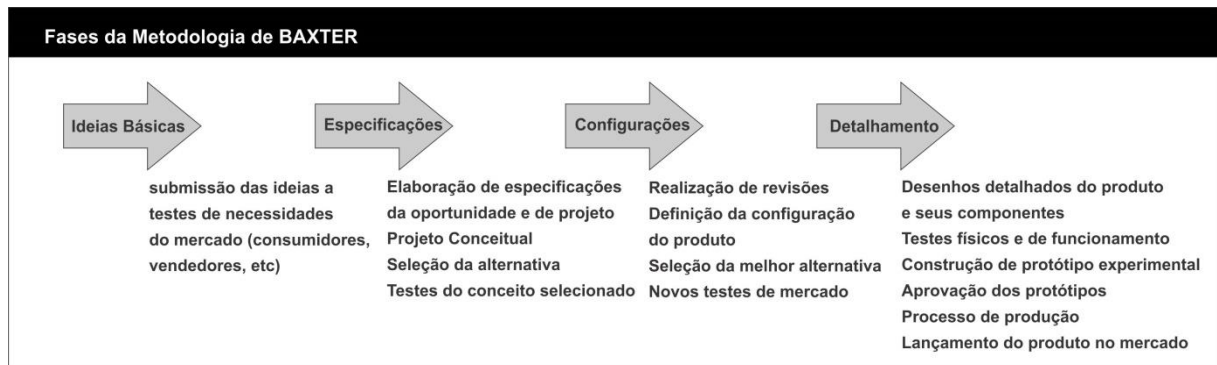 Fases da Metodologia de BAXTER
Ideias Básicas
submissão das ideias a
testes de necessidades
do mercado (consumidores,
vendedores, etc)
Especificações
Elaboração de especificações
da oportunidade e de projeto
Projeto Conceitual
Seleção da alternativa
Testes do conceito selecionado
Configurações
Realização de revisões
Definição da configuração
do produto
Seleção da melhor alternativa
Novos testes de mercado
Detalhamento
Desenhos detalhados do produto
e seus componentes
Testes físicos e de funcionamento
Construção de protótipo experimental
Aprovação dos protótipos
Processo de produção
Lançamento do produto no mercado